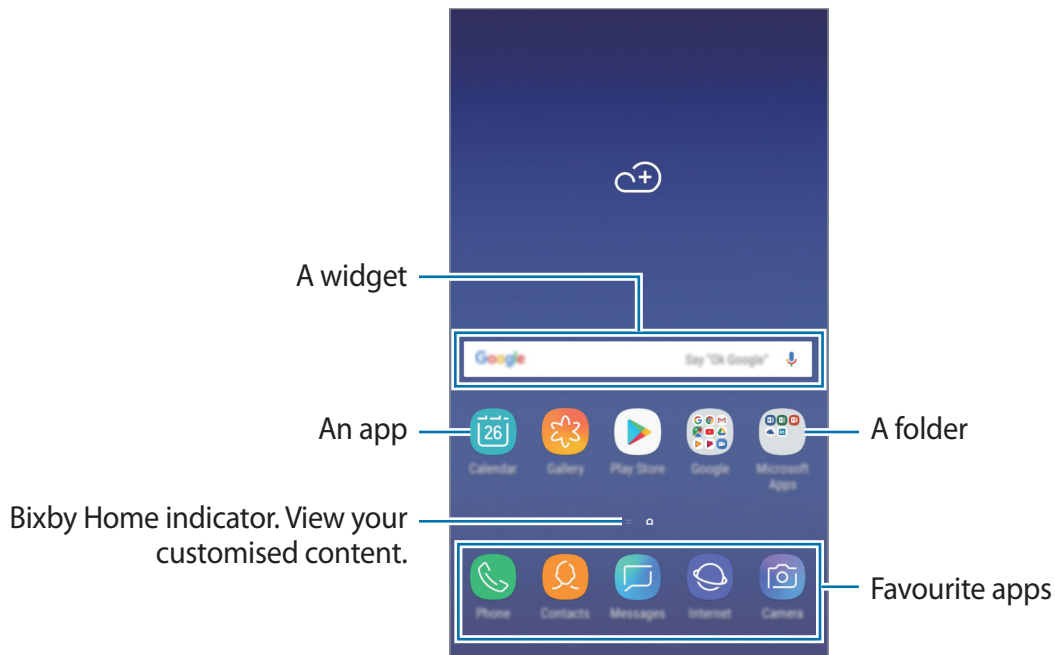 A widget
Google
Say "Ok Google"
An app
26
A folder
Calendar
Gallery
Play Store
Google
Microsoft
Apps
Bixby Home indicator. View your
customised content.
Phone
Contacts
Messages
Internet
Camera
Favourite apps